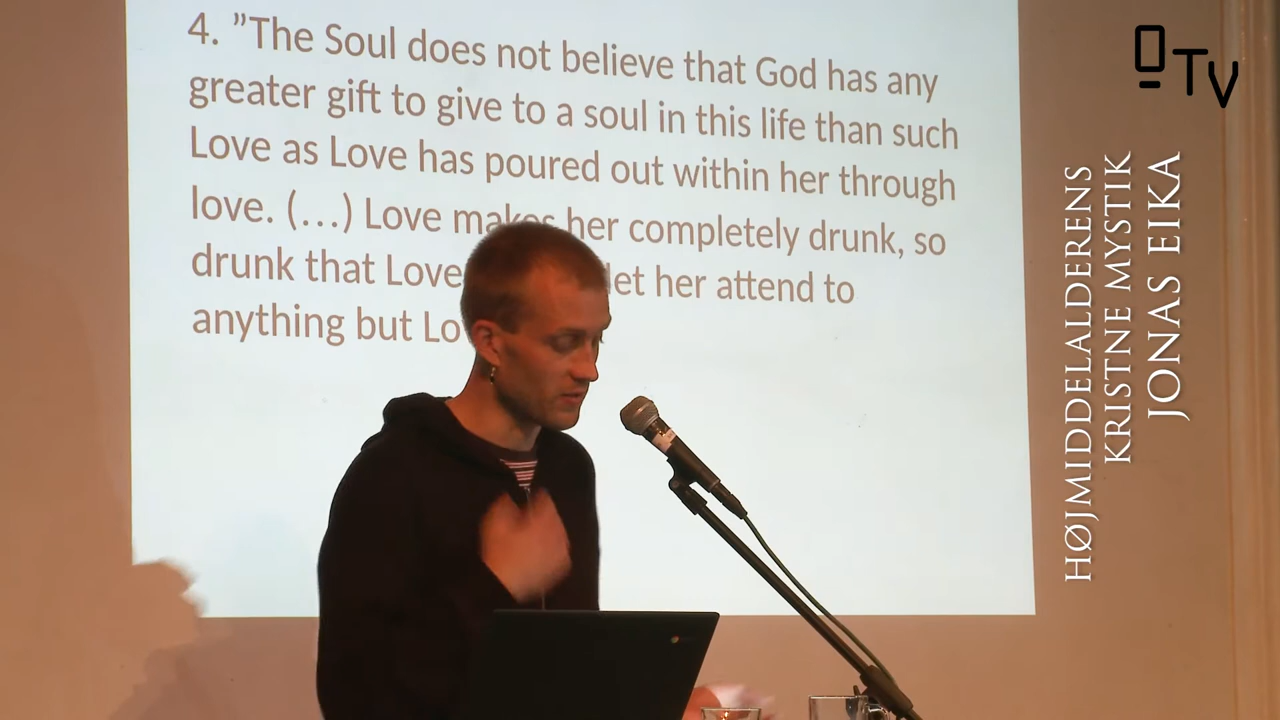 4. ”The Soul does not believe that God has any
greater gift to give to a soul in this life than such
Love as Love has poured out within her through
love. (…) Love makes her completely drunk, so
drunk that Love let her attend to
anything but
TV
HØJMIDDELALDERENS
KRISTNE MYSTIK
JONAS EIKA